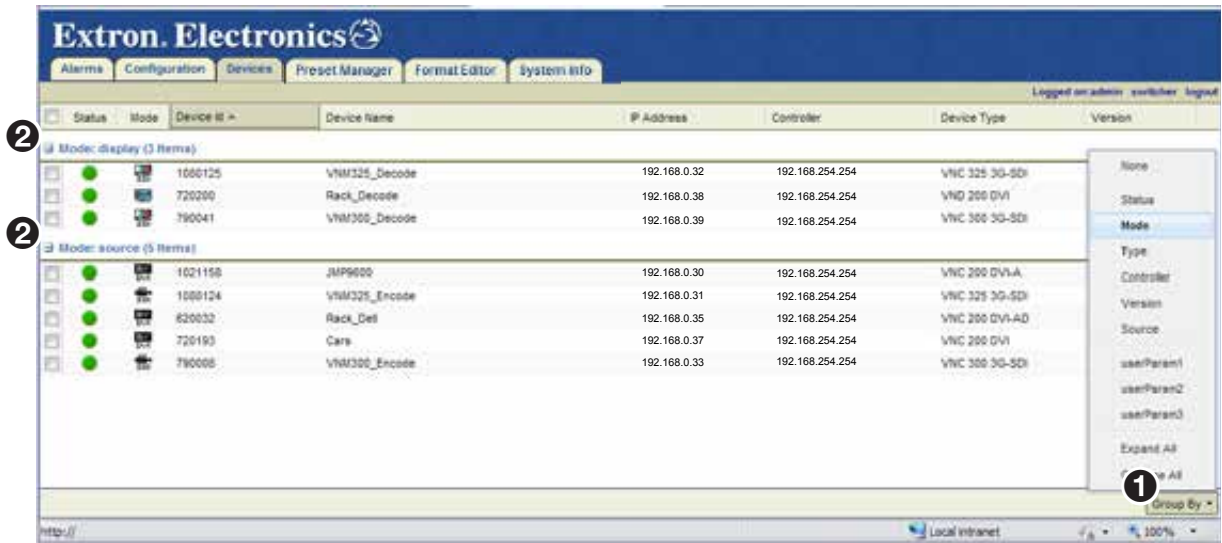 Extron. Electronics
Alarms Configuration Devices Preset Manager Format Editor System Info
Logged on:admin switcher logout
Status Mode Device Id Device Name IP Address Controller Device Type Version
2
Mode: display (3 Items)
1080125 VNM325_Decode 192.168.0.32 192.168.254.254 VNC 325 3G-SDI
720200 Rack_Decode 192.168.0.38 192.168.254.254 VND 200 DVI
790041 VNM300_Decode 192.168.0.39 192.168.254.254 VNC 300 3G-SDI
2
Mode: source (5 Items)
1021158 JMP9600 192.168.0.30 192.168.254.254 VNC 200 DVI-A
1080124 VNM325_Encode 192.168.0.31 192.168.254.254 VNC 325 3G-SDI
620032 Rack_Dell 192.168.0.35 192.168.254.254 VNC 200 DVI-AD
720193 Cars 192.168.0.37 192.168.254.254 VNC 200 DVI
790008 VNM300_Encode 192.168.0.33 192.168.254.254 VNC 300 3G-SDI
None
Status
Mode
Type
Controller
Version
Source
userParam1
userParam2
userParam3
Expand All
All
1
Group By
http://
Local intranet
100%